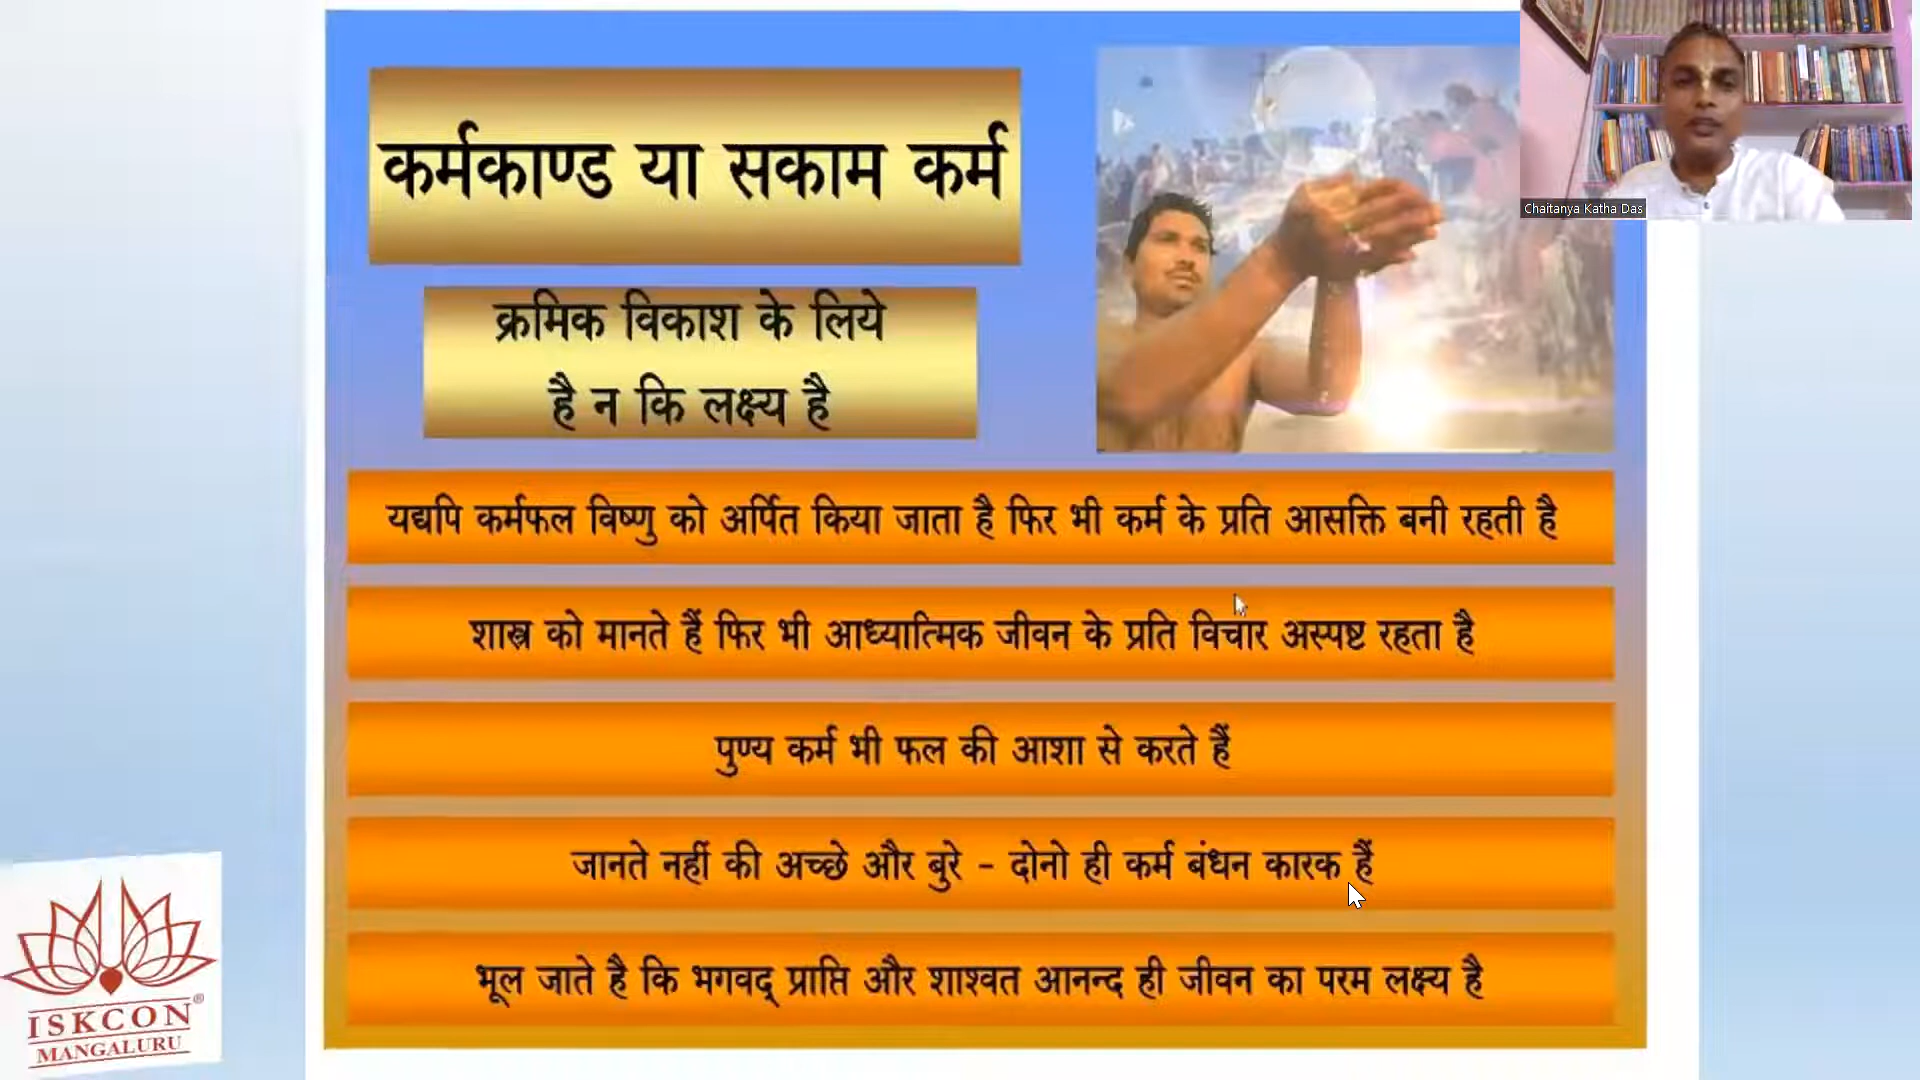 कर्मकाण्ड या सकाम कर्म
क्रमिक विकाश के लिये
है न कि लक्ष्य है
यद्यपि कर्मफल विष्णु को अर्पित किया जाता है फिर भी कर्म के प्रति आसक्ति बनी रहती है
शास्त्र को मानते हैं फिर भी आध्यात्मिक जीवन के प्रति विचार अस्पष्ट रहता है
पुण्य कर्म भी फल की आशा से करते हैं
जानते नहीं की अच्छे और बुरे - दोनो ही कर्म बंधन कारक हैं
भूल जाते है कि भगवद् प्राप्ति और शाश्वत आनन्द ही जीवन का परम लक्ष्य है
Chaitanya Katha Das
ISKCON®
MANGALURU